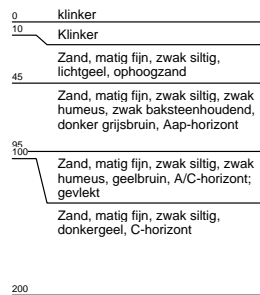 0 klinker
10 Klinker
Zand, matig fijn, zwak siltig,
lichtgeel, ophoogzand
45
Zand, matig fijn, zwak siltig, zwak
humeus, zwak baksteenhoudend,
donker grijsbruin, Aap-horizont
95
100
Zand, matig fijn, zwak siltig, zwak
humeus, geelbruin, A/C-horizont;
gevlekt
Zand, matig fijn, zwak siltig,
donkergeel, C-horizont
200